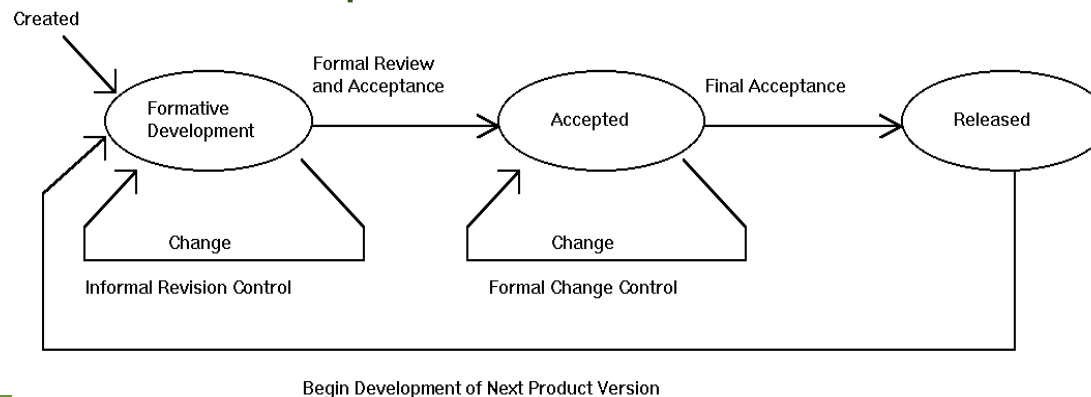 Created
Formal Review
and Acceptance
Final Acceptance
Formative
Development
Accepted
Released
Change
Change
Informal Revision Control
Formal Change Control
Begin Development of Next Product Version